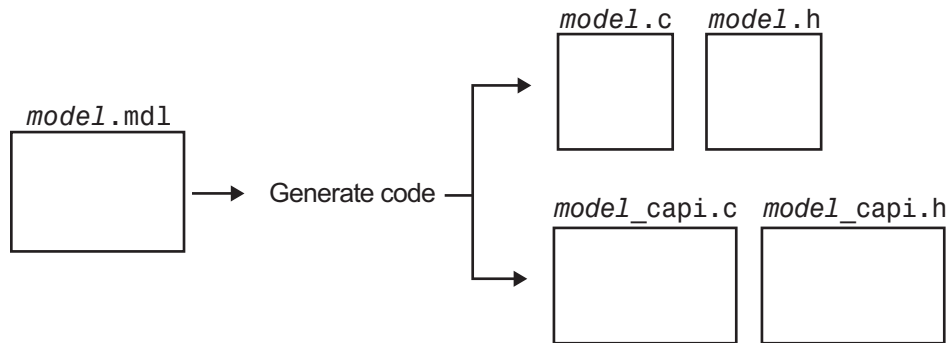 model.c
model.h
model.mdl
Generate code
model_capi.c
model_capi.h